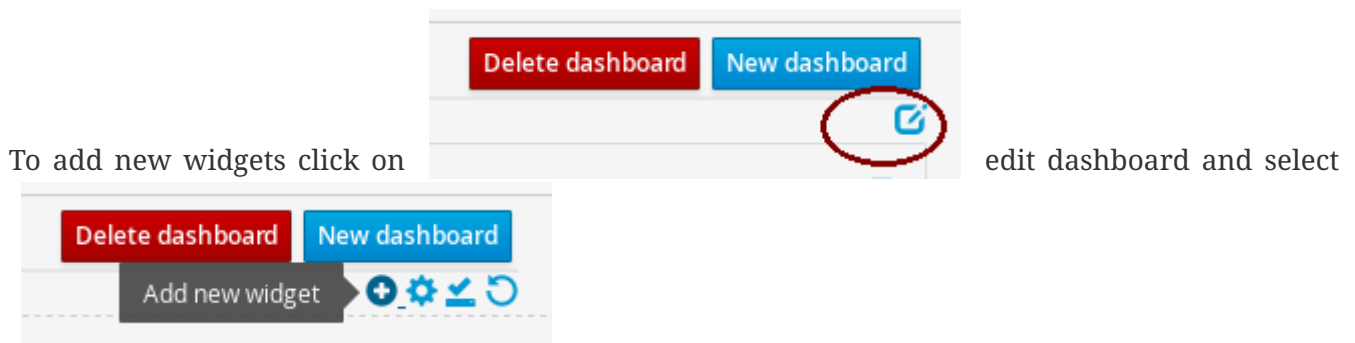 Delete dashboard New dashboard
To add new widgets click on edit dashboard and select
Delete dashboard New dashboard
Add new widget